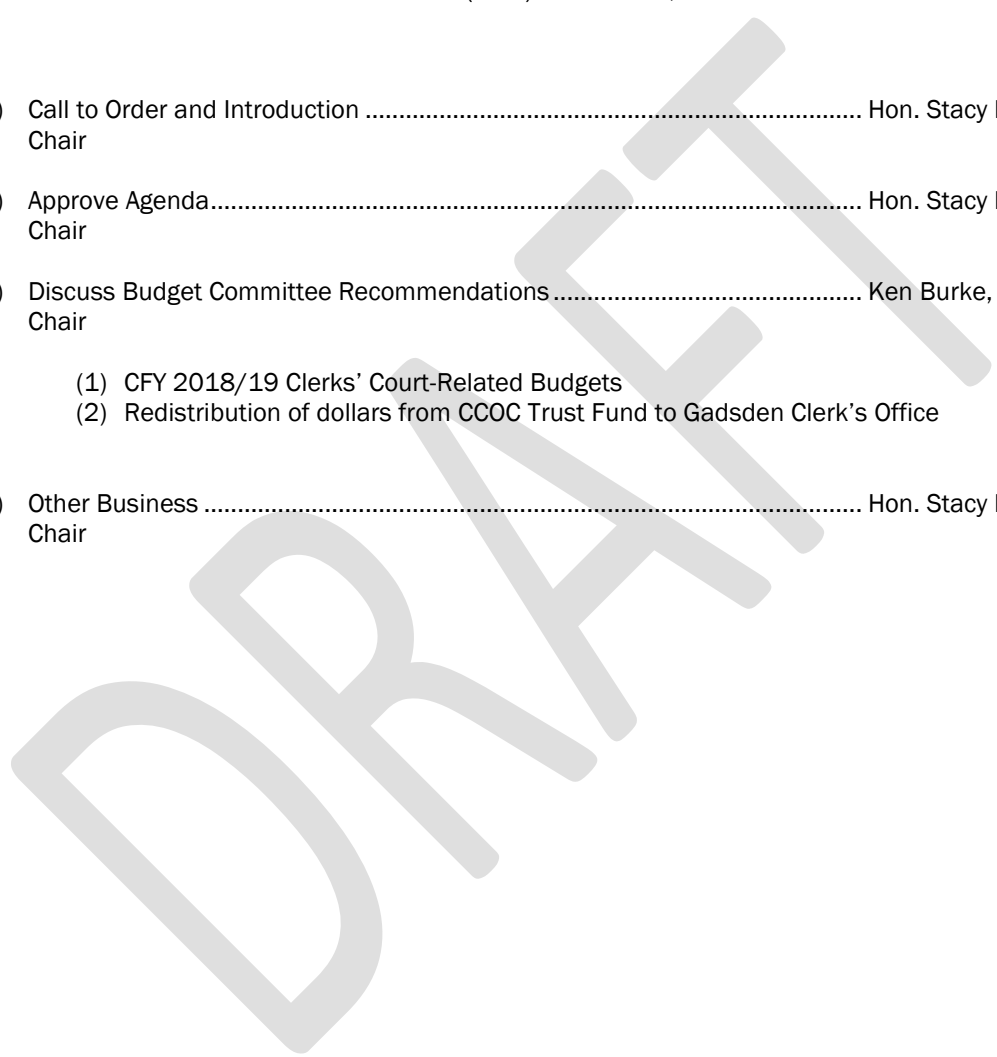 ) Call to Order and Introduction .......................................................................... Hon. Stacy
Chair
) Approve Agenda................................................................................................. Hon. Stacy
Chair
) Discuss Budget Committee Recommendations .............................................. Ken Burke,
Chair
(1) CFY 2018/19 Clerks’ Court-Related Budgets
(2) Redistribution of dollars from CCOC Trust Fund to Gadsden Clerk’s Office
) Other Business .................................................................................................. Hon. Stacy
Chair
DRAFT